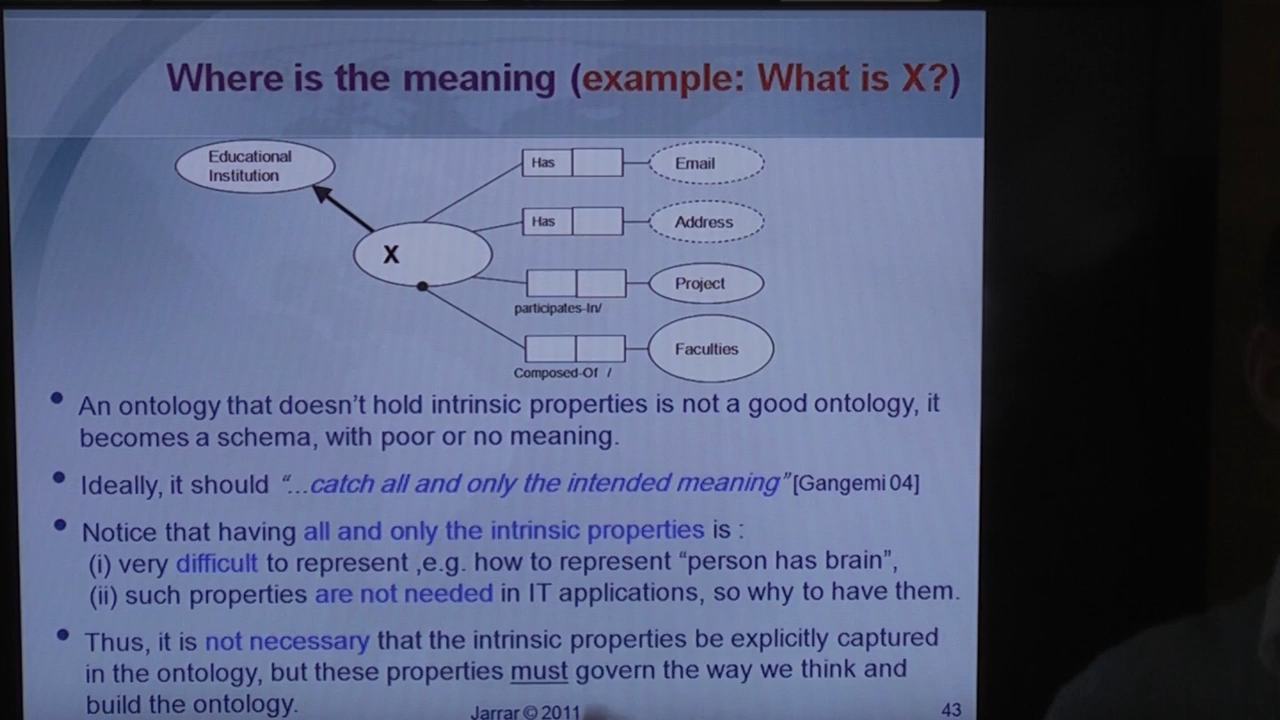 Where is the meaning (example: What is X?)
Educational
Institution
Has
Email
X
Has
Address
Project
participates-In/
Faculties
Composed-Of /
• An ontology that doesn't hold intrinsic properties is not a good ontology, it
becomes a schema, with poor or no meaning.
• Ideally, it should “...catch all and only the intended meaning”[Gangemi 04]
• Notice that having all and only the intrinsic properties is :
(i) very difficult to represent ,e.g. how to represent “person has brain”,
(ii) such properties are not needed in IT applications, so why to have them.
• Thus, it is not necessary that the intrinsic properties be explicitly captured
in the ontology, but these properties must govern the way we think and
build the ontology.
Jarrar © 2011
43